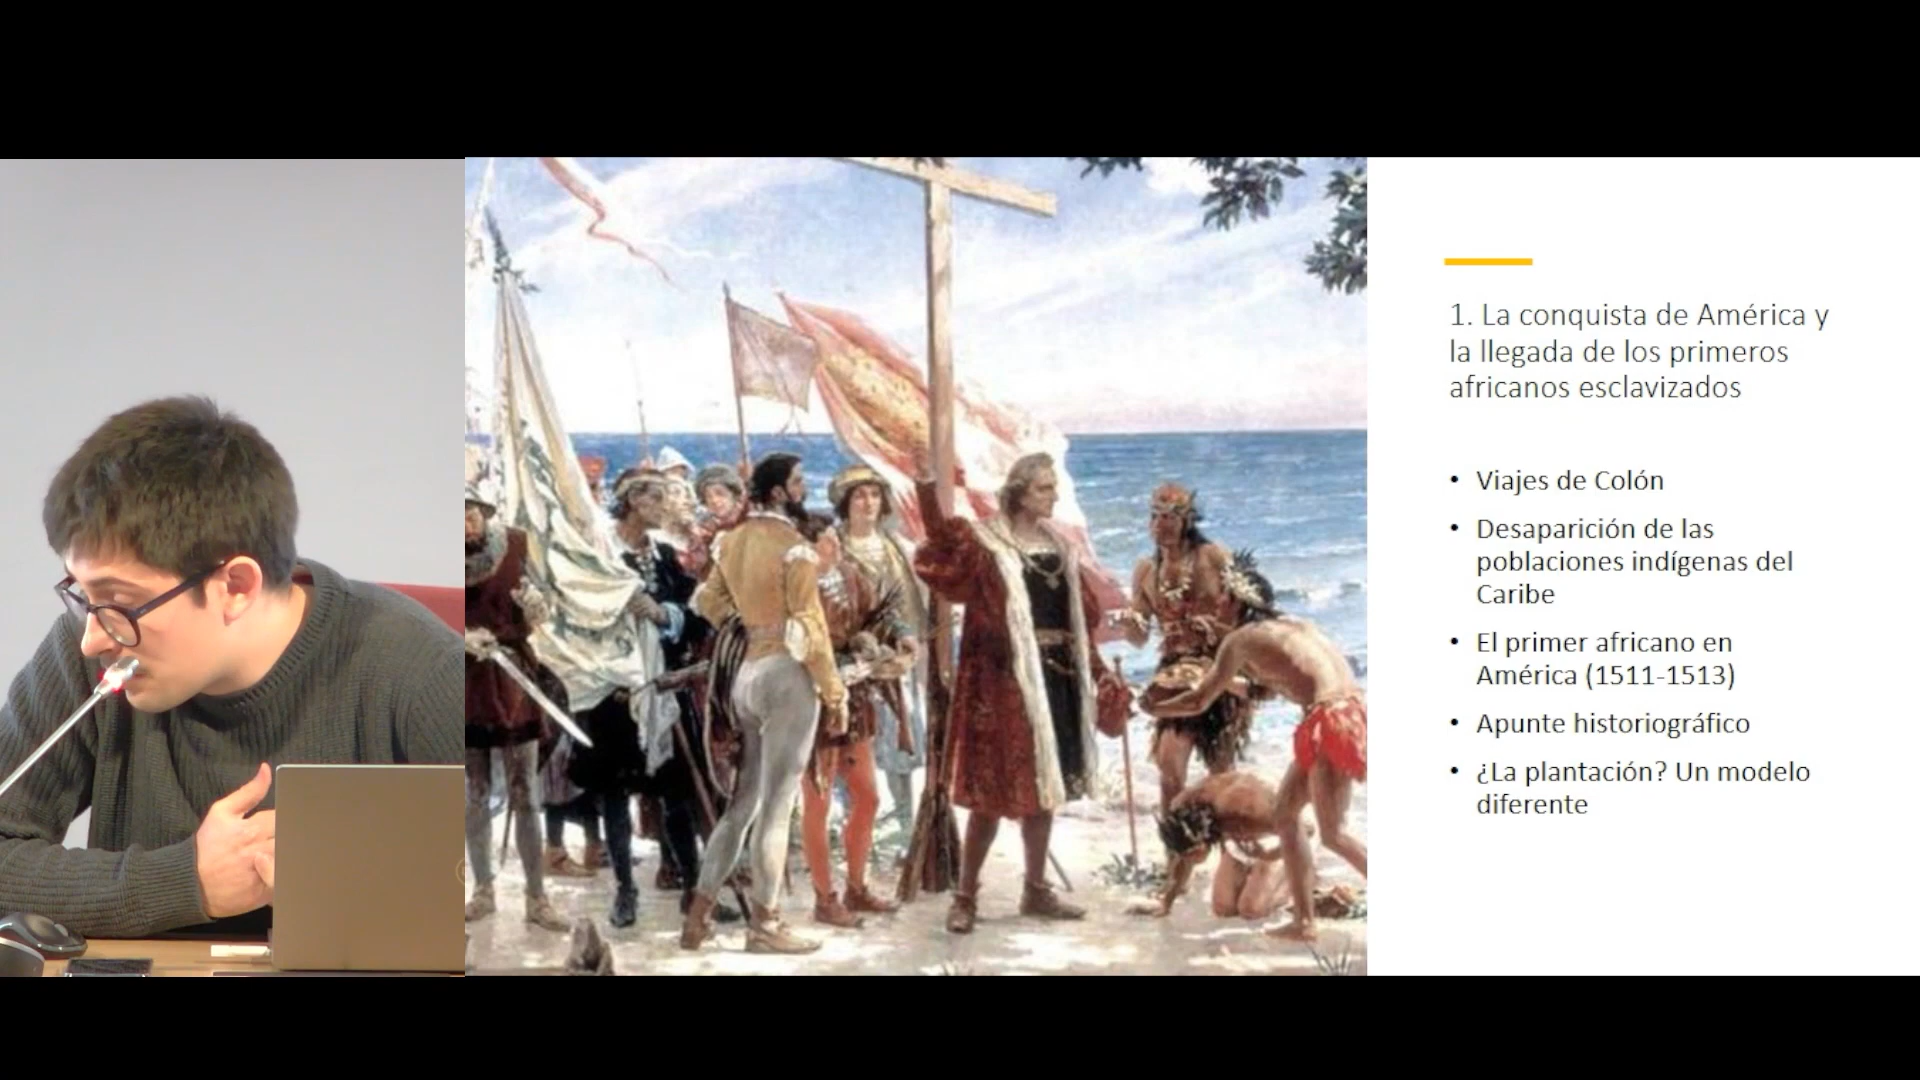 1. La conquista de América y
la llegada de los primeros
africanos esclavizados
• Viajes de Colón
• Desaparición de las
poblaciones indígenas del
Caribe
• El primer africano en
América (1511-1513)
• Apunte historiográfico
• ¿La plantación? Un modelo
diferente